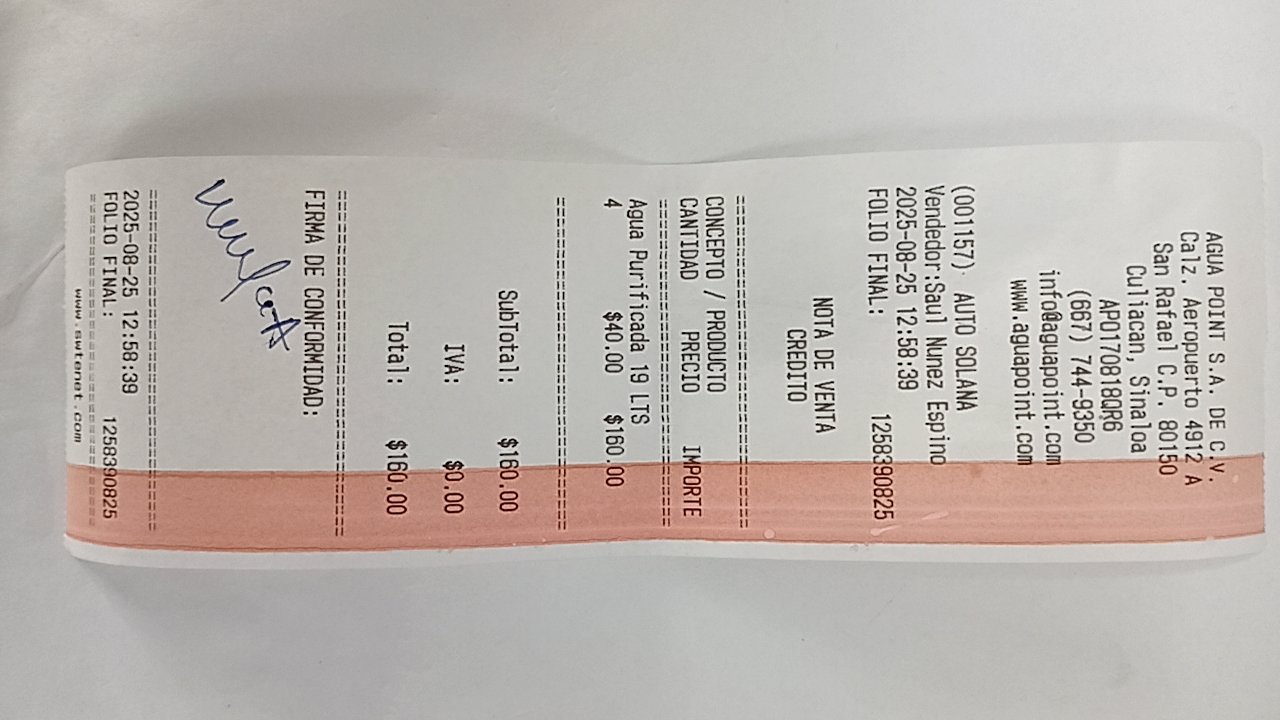 AGUA POINT S.A. DE C.V.
Calz. Aeropuerto 4912 A
San Rafael C.P. 80150
Culiacan, Sinaloa
APO170818QR6
(667) 744-9350
info@aguapoint.com
www.aguapoint.com
(001157). AUTO SOLANA
Vendedor:Saul Nunez Espino
2025-08-25 12:58:39
FOLIO FINAL: 1258390825
NOTA DE VENTA
CREDITO
================================
CONCEPTO / PRODUCTO
CANTIDAD PRECIO IMPORTE
================================
Agua Purificada 19 LTS
4 $40.00 $160.00
================================
SubTotal: $160.00
IVA: $0.00
Total: $160.00
================================
FIRMA DE CONFORMIDAD:
================================
2025-08-25 12:58:39
FOLIO FINAL: 1258390825
================================
www.swtenet.com